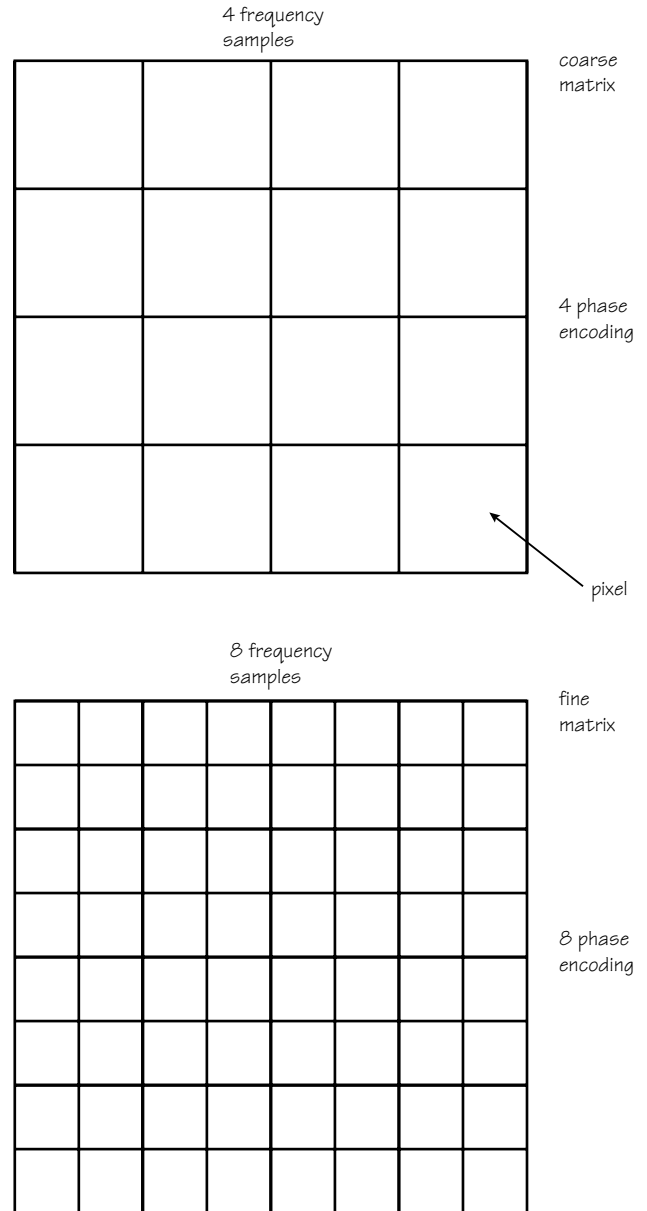 4 frequency
samples
coarse
matrix
4 phase
encoding
pixel
8 frequency
samples
fine
matrix
8 phase
encoding